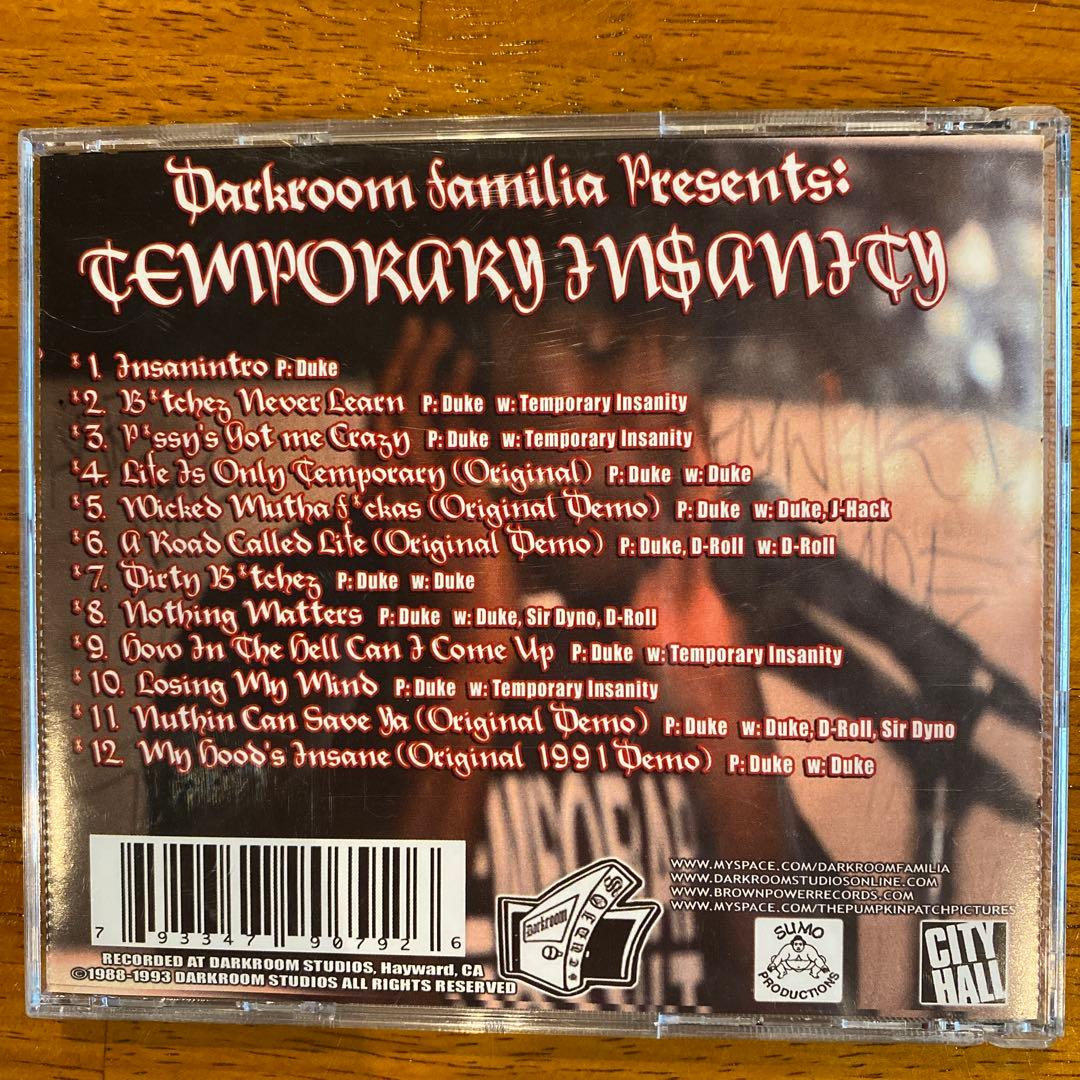 Darkroom Familia Presents:
TEMPORARY IN$ANITY
*1. Insanintro P: Duke
*2. B*tchez Never Learn P: Duke w: Temporary Insanity
*3. P*ssy's Got me Crazy P: Duke w: Temporary Insanity
*4. Life Is Only Temporary (Original) P: Duke w: Duke
*5. Wicked Mutha f*ckas (Original Demo) P: Duke w: Duke, J-Hack
*6. A Road Called Life (Original Demo) P: Duke, D-Roll w: D-Roll
*7. Dirty B*tchez P: Duke w: Duke
*8. Nothing Matters P: Duke w: Duke, Sir Dyno, D-Roll
*9. How In The Hell Can I Come Up P: Duke w: Temporary Insanity
*10. Losing My Mind P: Duke w: Temporary Insanity
*11. Nuthin Can Save Ya (Original Demo) P: Duke w: Duke, D-Roll, Sir Dyno
*12. My Hood's Insane (Original 1991 Demo) P: Duke w: Duke
7 93347 90792 6
RECORDED AT DARKROOM STUDIOS, Hayward, CA
©1988-1993 DARKROOM STUDIOS ALL RIGHTS RESERVED
Darkroom
STUDIOS
WWW.MYSPACE.COM/DARKROOMFAMILIA
WWW.DARKROOMSTUDIOSONLINE.COM
WWW.BROWNPOWERRECORDS.COM
WWW.MYSPACE.COM/THEPUMPKINPATCHPICTURES
SUMO
PRODUCTIONS
CITY
HALL